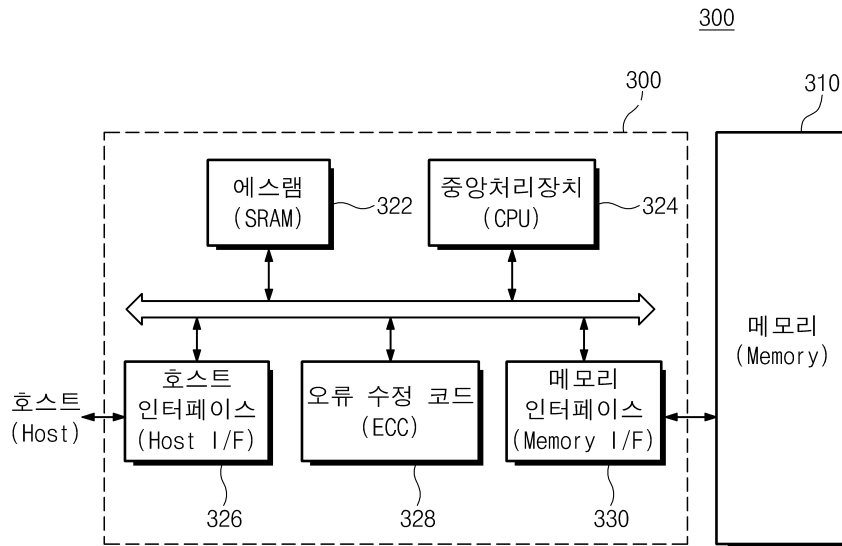 300
300
310
에스램
(SRAM)
322
중앙처리장치
(CPU)
324
메모리
(Memory)
호스트
(Host)
호스트
인터페이스
(Host I/F)
326
오류 수정 코드
(ECC)
328
메모리
인터페이스
(Memory I/F)
330